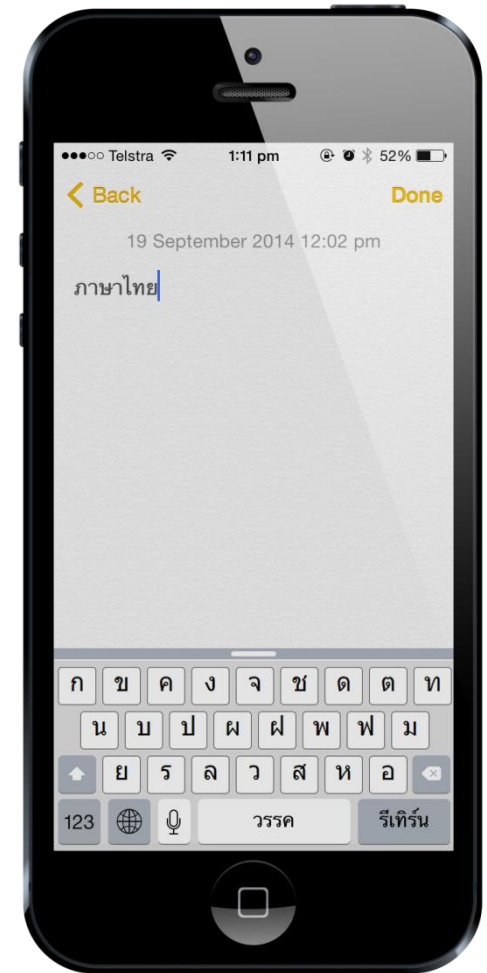 Telstra 1:11 pm 52%
Back Done
19 September 2014 12:02 pm
ภาษาไทย
ก ข ค ง จ ช ด ต ท
น บ ป ผ ฝ พ ฟ ม
ย ร ล ว ส ห อ
123 วรรค รีเทิร์น